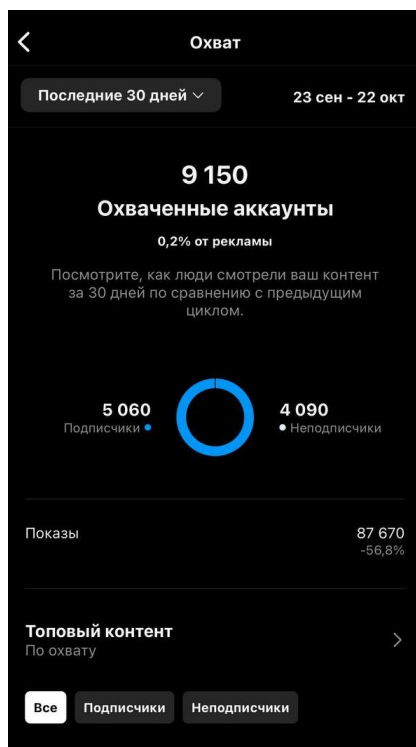 Охват
Последние 30 дней
23 сен - 22 окт
9 150
Охваченные аккаунты
0,2% от рекламы
Посмотрите, как люди смотрели ваш контент
за 30 дней по сравнению с предыдущим
циклом.
5 060
Подписчики
4 090
Неподписчики
Показы
87 670
-56,8%
Топовый контент
По охвату
Все
Подписчики
Неподписчики